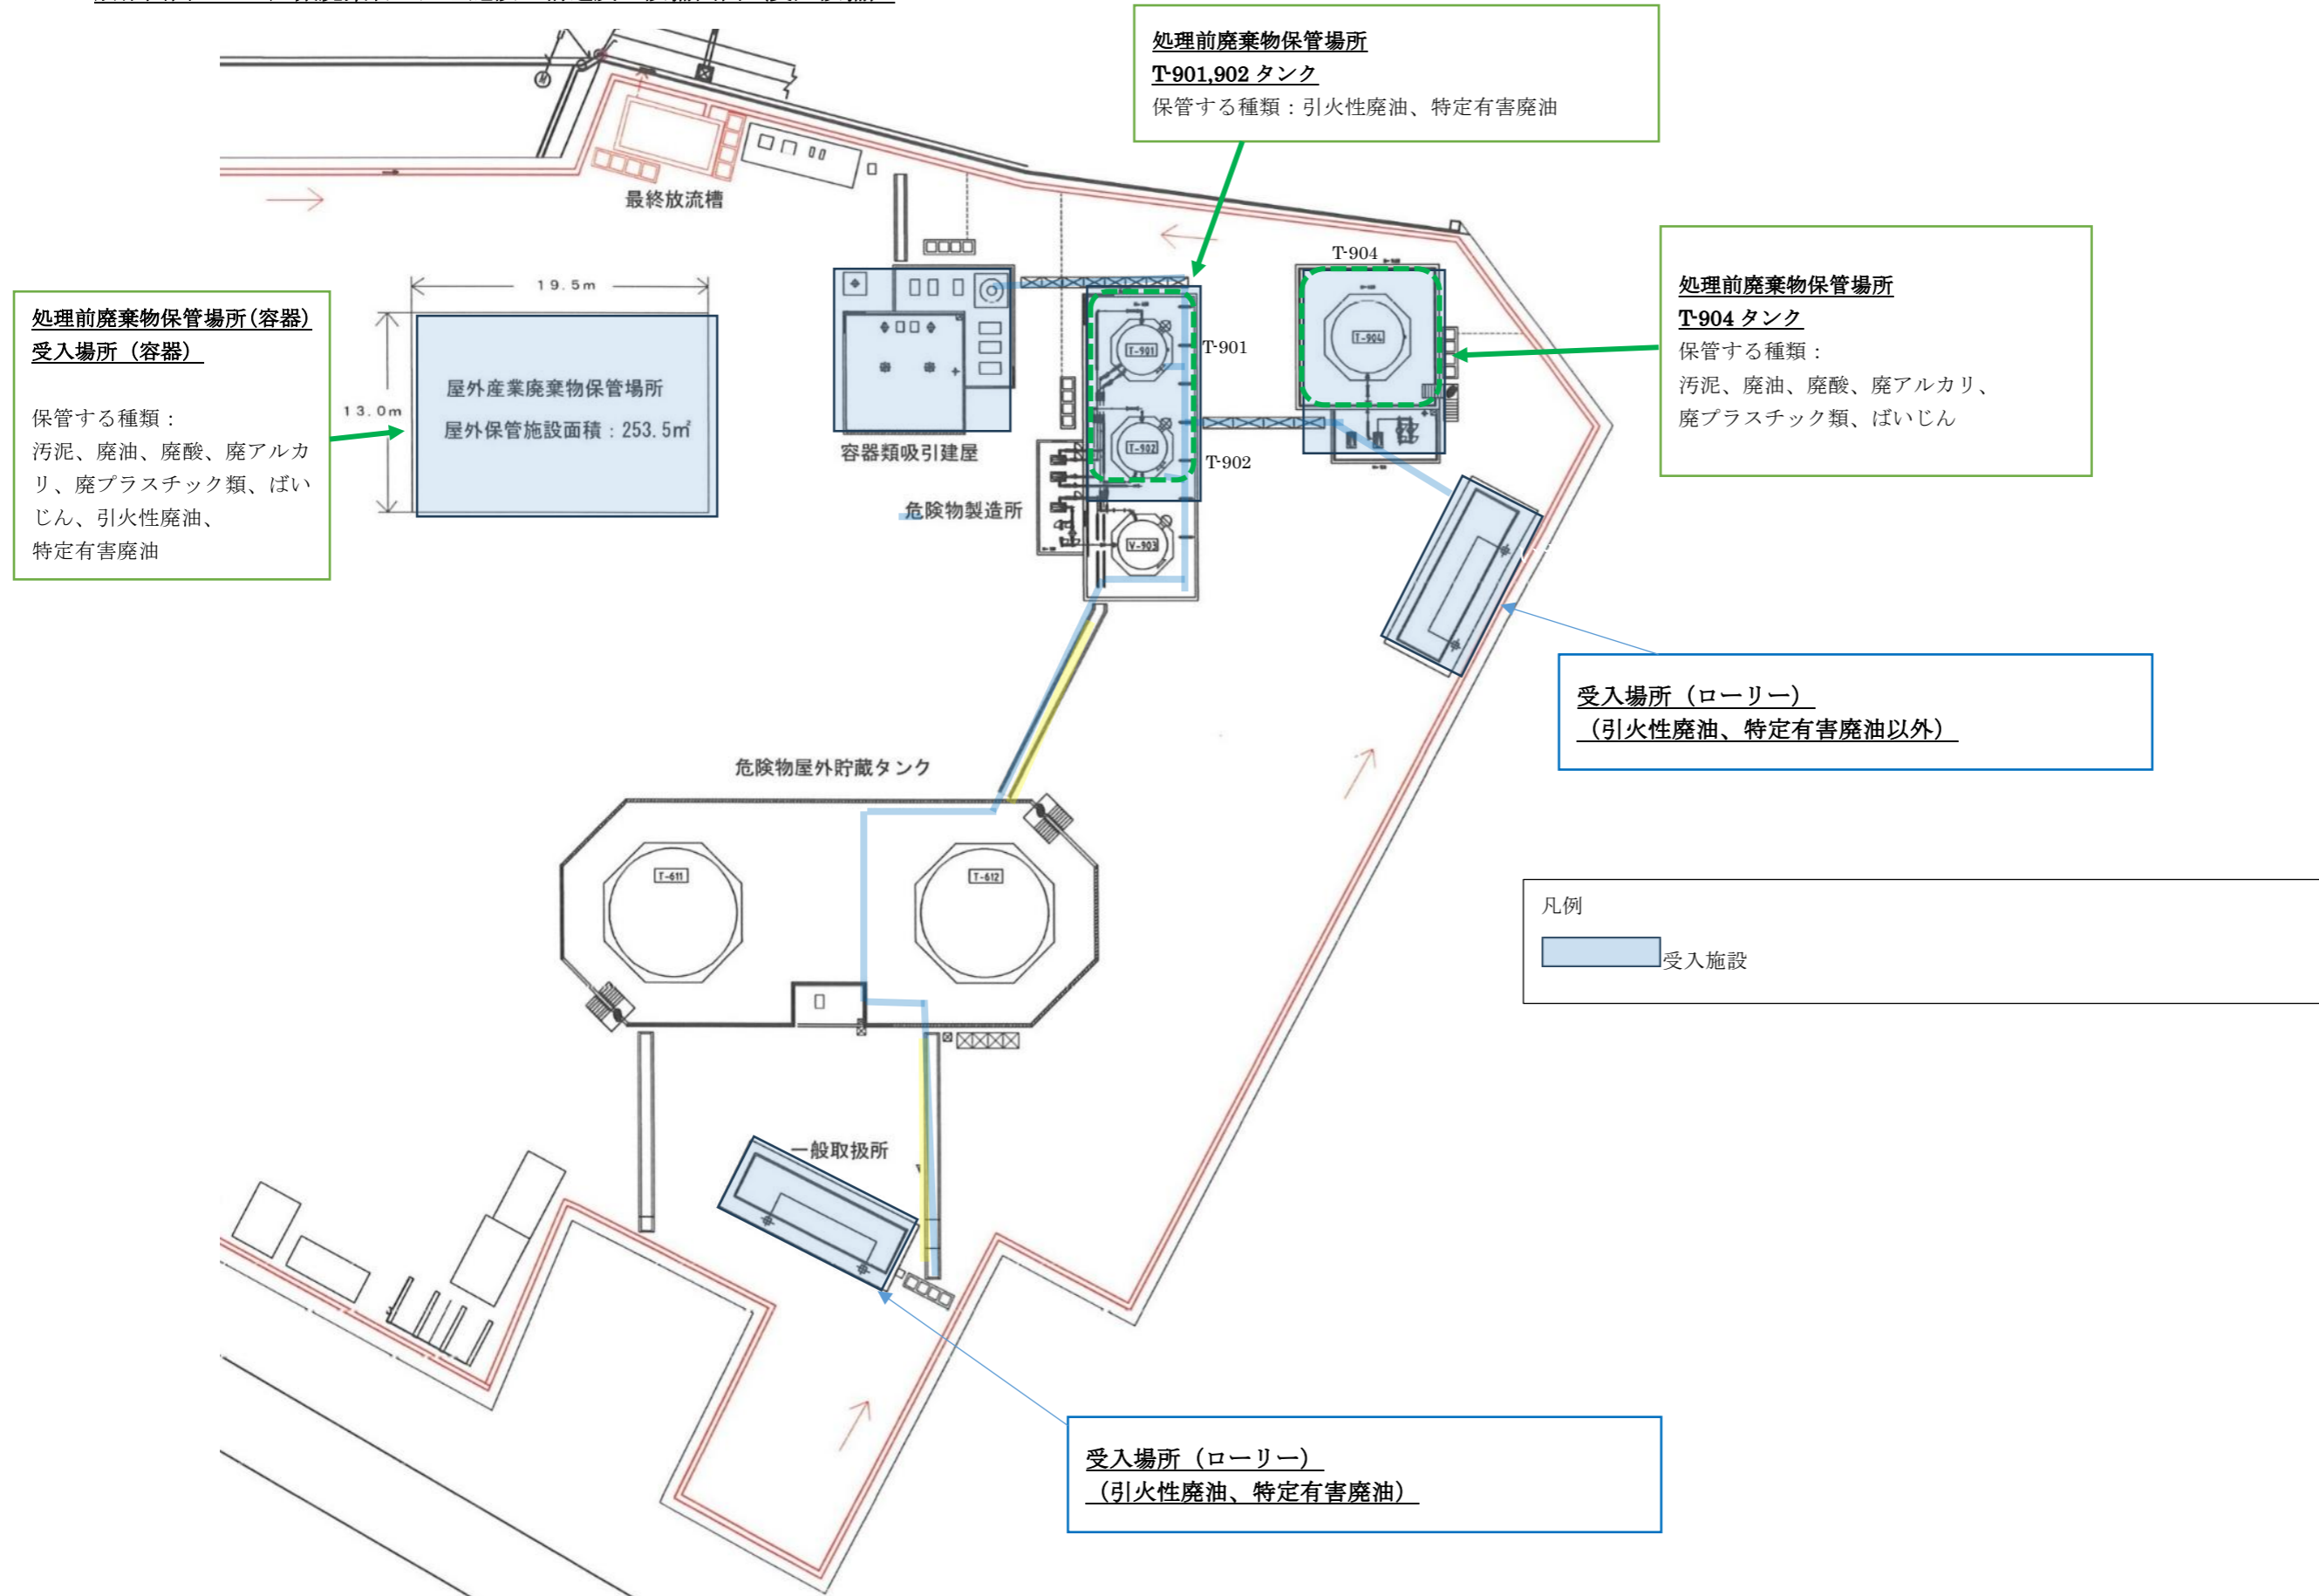 処理前廃棄物保管場所
T-901,902 タンク
保管する種類：引火性廃油、特定有害廃油
最終放流槽
T-904
処理前廃棄物保管場所
T-904 タンク
保管する種類：
汚泥、廃油、廃酸、廃アルカリ、
廃プラスチック類、ばいじん
処理前廃棄物保管場所(容器)
受入場所（容器）
保管する種類：
汚泥、廃油、廃酸、廃アルカ
リ、廃プラスチック類、ばい
じん、引火性廃油、
特定有害廃油
19.5m
13.0m
屋外産業廃棄物保管場所
屋外保管施設面積：253.5㎡
容器類吸引建屋
T-901
T-901
T-902
T-902
T-904
危険物製造所
V-903
受入場所（ローリー）
（引火性廃油、特定有害廃油以外）
危険物屋外貯蔵タンク
T-611
T-612
凡例
受入施設
一般取扱所
受入場所（ローリー）
（引火性廃油、特定有害廃油）